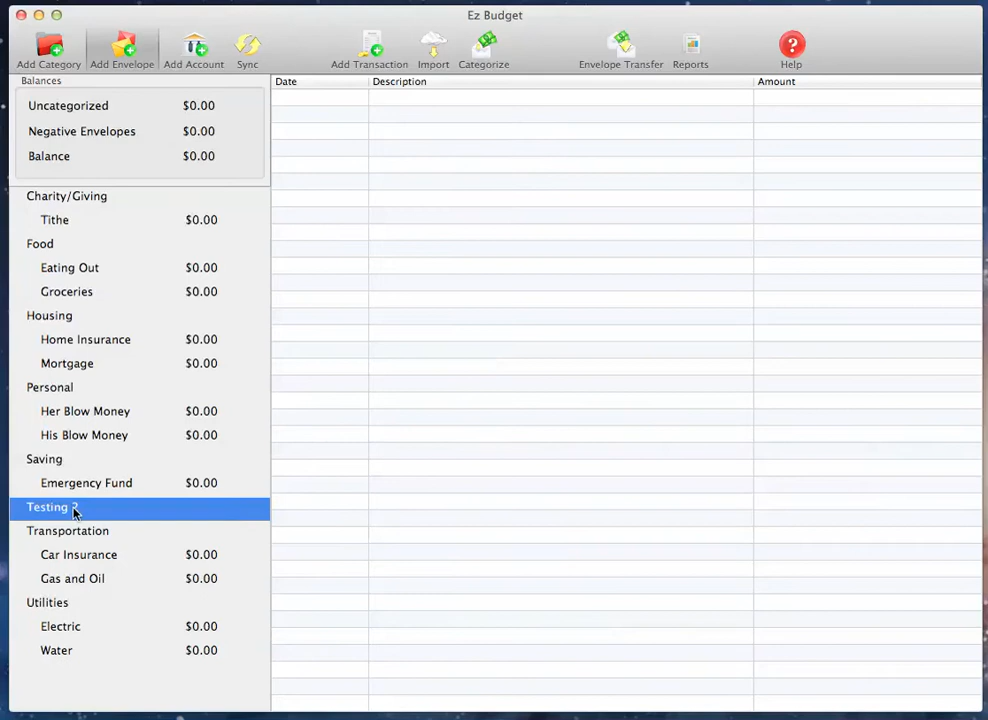 Ez Budget
Add Category Add Envelope Add Account Sync Add Transaction Import Categorize Envelope Transfer Reports Help
Balances Date Description Amount
Uncategorized $0.00
Negative Envelopes $0.00
Balance $0.00
Charity/Giving
Tithe $0.00
Food
Eating Out $0.00
Groceries $0.00
Housing
Home Insurance $0.00
Mortgage $0.00
Personal
Her Blow Money $0.00
His Blow Money $0.00
Saving
Emergency Fund $0.00
Testing 2
Transportation
Car Insurance $0.00
Gas and Oil $0.00
Utilities
Electric $0.00
Water $0.00